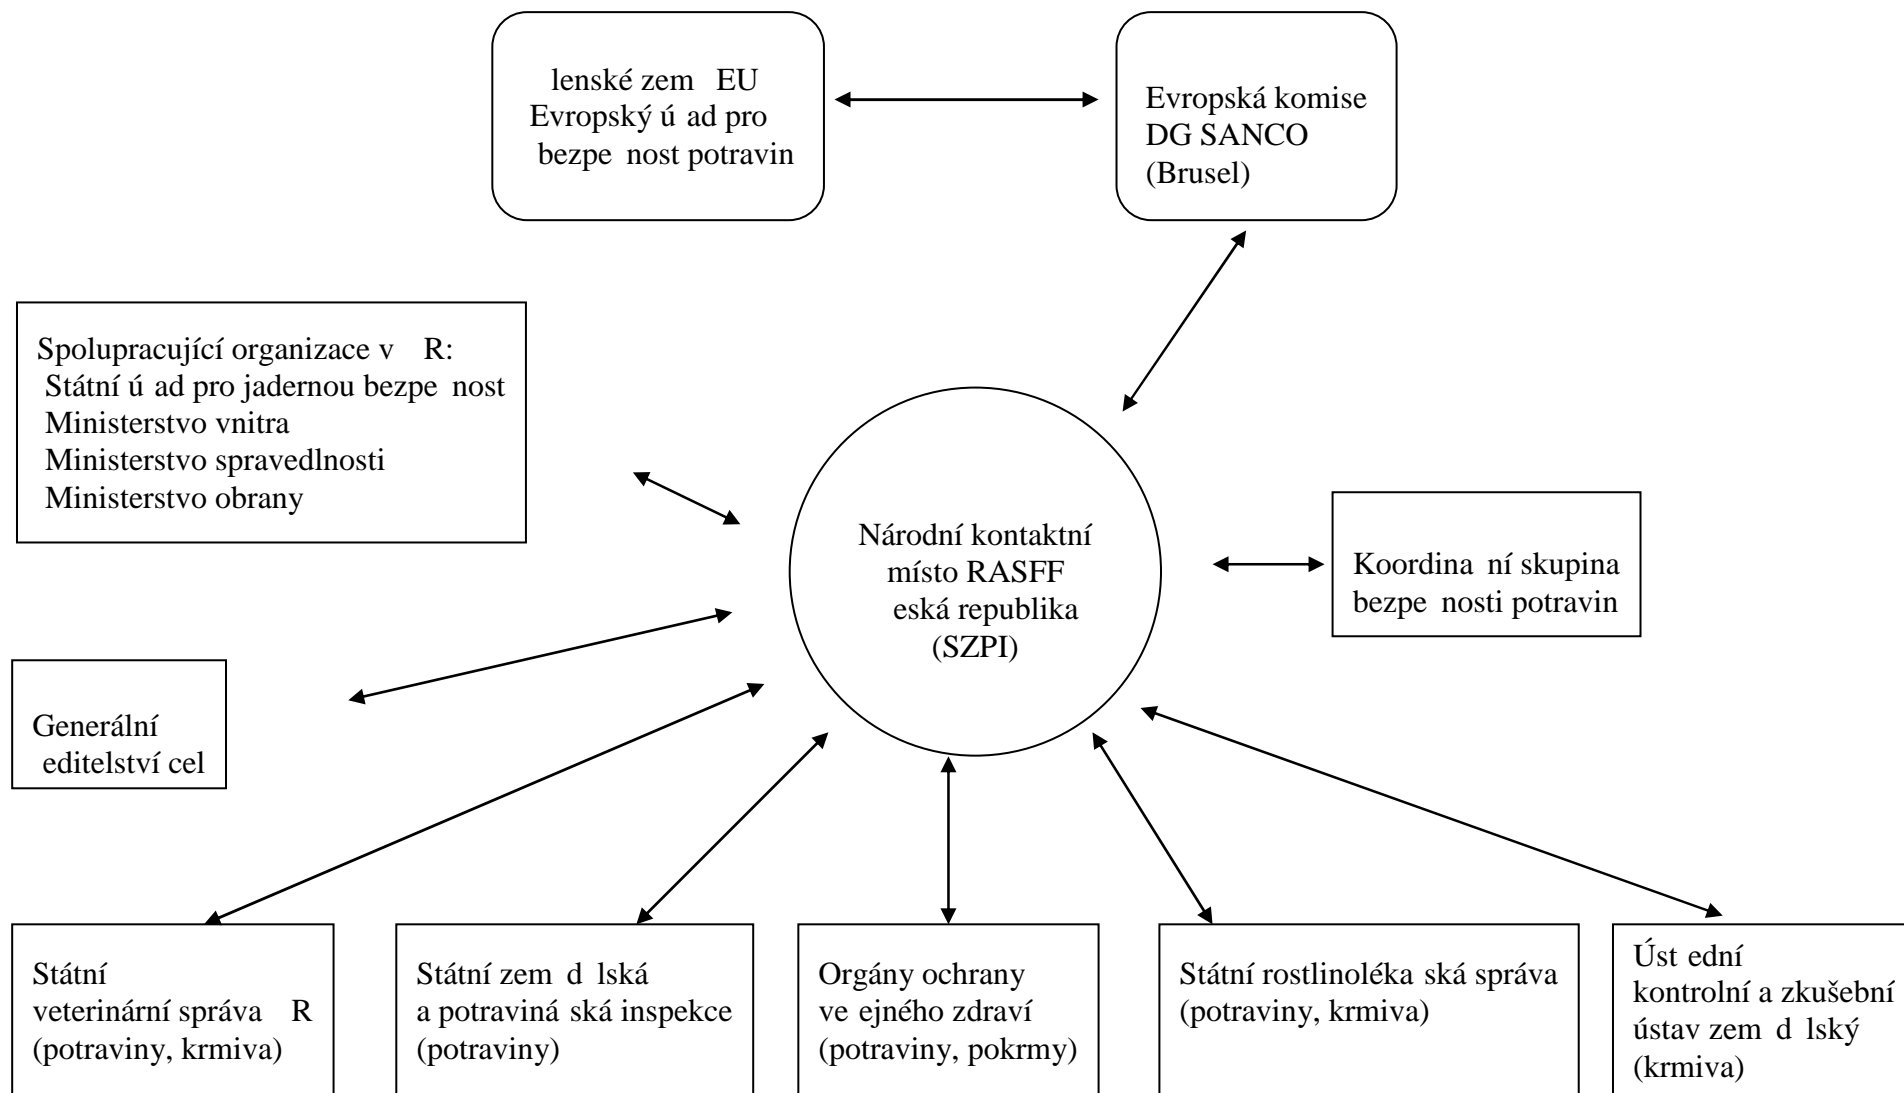 lenské zem EU
Evropský ú ad pro
bezpe nost potravin
Evropská komise
DG SANCO
(Brusel)
Spolupracující organizace v R:
Státní ú ad pro jadernou bezpe nost
Ministerstvo vnitra
Ministerstvo spravedlnosti
Ministerstvo obrany
Národní kontaktní
místo RASFF
eská republika
(SZPI)
Koordina ní skupina
bezpe nosti potravin
Generální
editelství cel
Státní
veterinární správa R
(potraviny, krmiva)
Státní zem d lská
a potraviná ská inspekce
(potraviny)
Orgány ochrany
ve ejného zdraví
(potraviny, pokrmy)
Státní rostlinoléka ská správa
(potraviny, krmiva)
Úst ední
kontrolní a zkušební
ústav zem d lský
(krmiva)